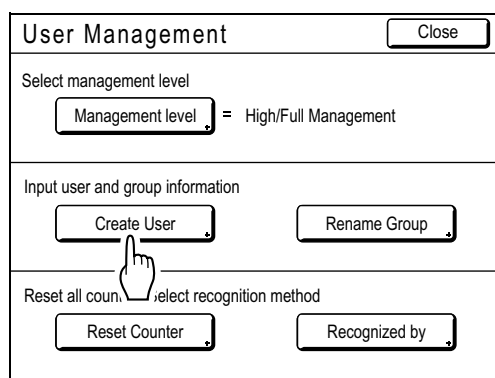 User Management Close
Select management level
Management level = High/Full Management
Input user and group information
Create User Rename Group
Reset all elect recognition method
Reset Counter Recognized by